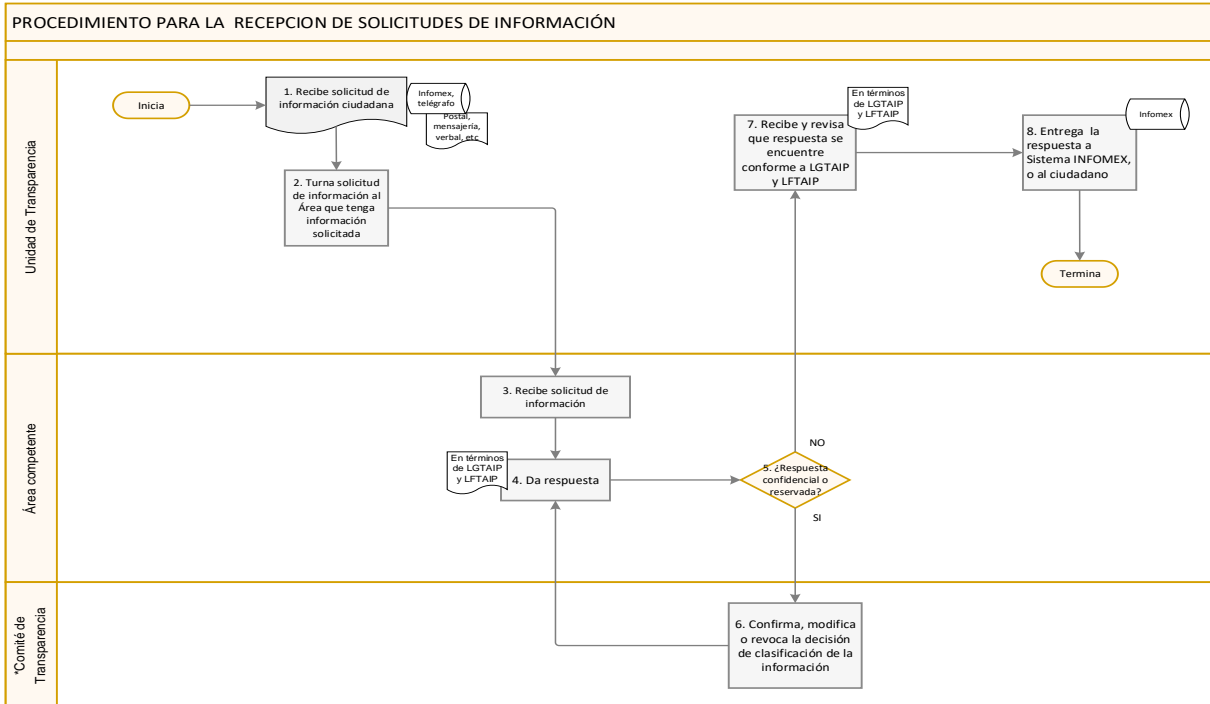 PROCEDIMIENTO PARA LA RECEPCION DE SOLICITUDES DE INFORMACIÓN
Unidad de Transparencia
Inicia
1. Recibe solicitud de
información ciudadana
Infomex,
telégrafo
Postal,
mensajería,
verbal, etc
2. Turna solicitud
de información al
Área que tenga
información
solicitada
7. Recibe y revisa
que respuesta se
encuentre
conforme a LGTAIP
y LFTAIP
En términos
de LGTAIP
y LFTAIP
8. Entrega la
respuesta a
Sistema INFOMEX,
o al ciudadano
Infomex
Termina
Área competente
3. Recibe solicitud de
información
En términos
de LGTAIP
y LFTAIP
4. Da respuesta
NO
5. ¿Respuesta
confidencial o
reservada?
SI
*Comité de
Transparencia
6. Confirma, modifica
o revoca la decisión
de clasificación de la
información